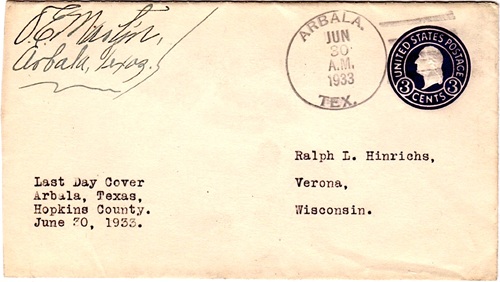 Arbala, Texas.
ARBALA.
JUN
30
A.M.
1933
TEX.
UNITED STATES POSTAGE
3 CENTS 3
Ralph L. Hinrichs,
Verona,
Wisconsin.
Last Day Cover
Arbala, Texas,
Hopkins County.
June 30, 1933.